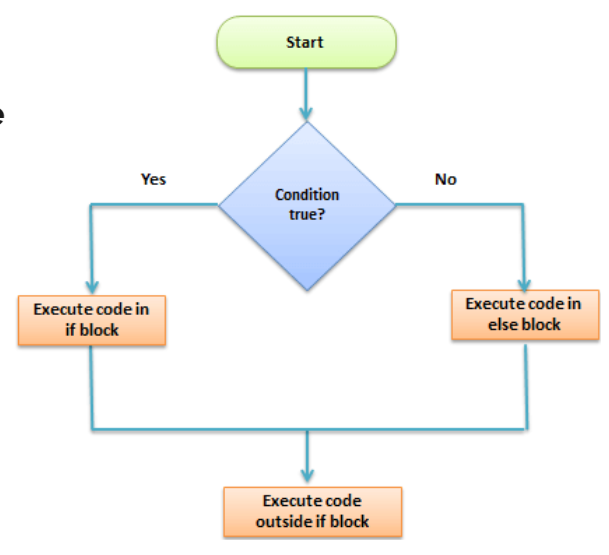 Start
e
Yes
No
Condition
true?
Execute code in
if block
Execute code in
else block
Execute code
outside if block